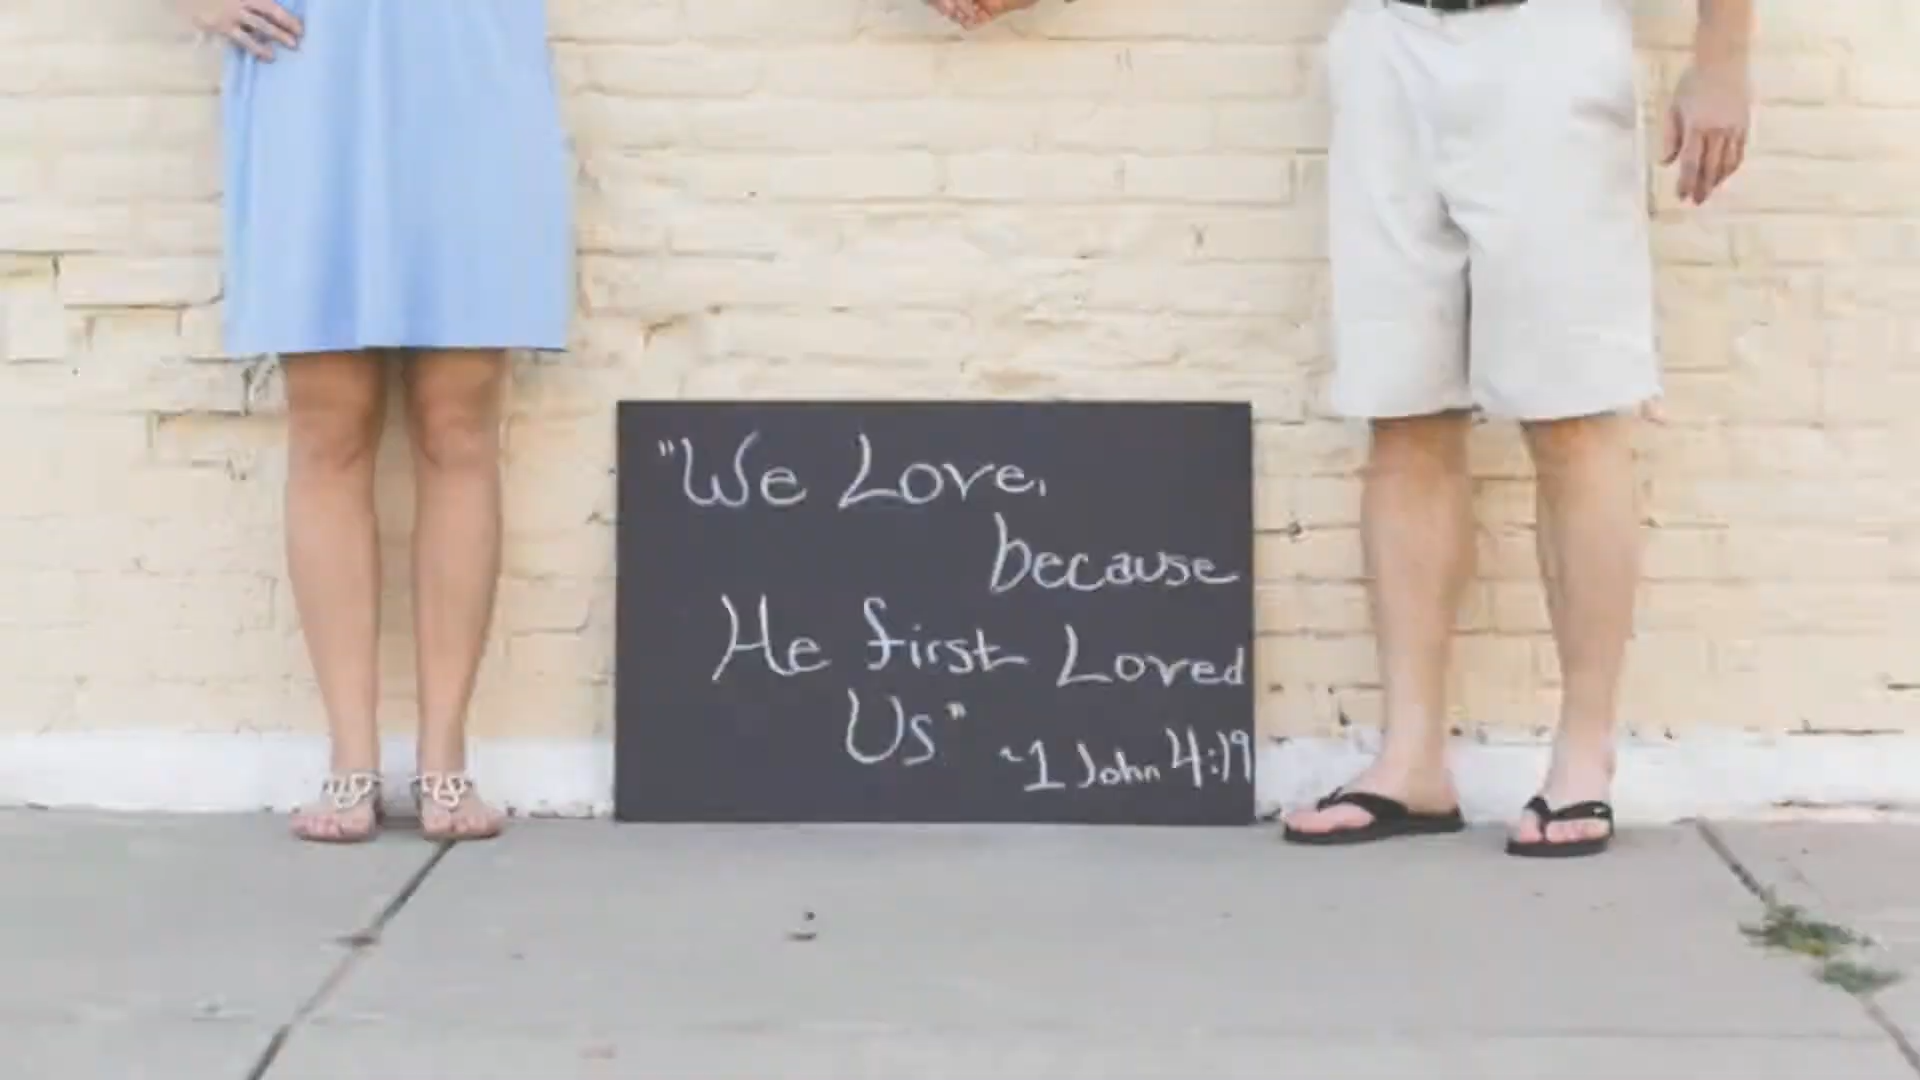 "We Love,
because
He first Loved
Us"
~1 John 4:19